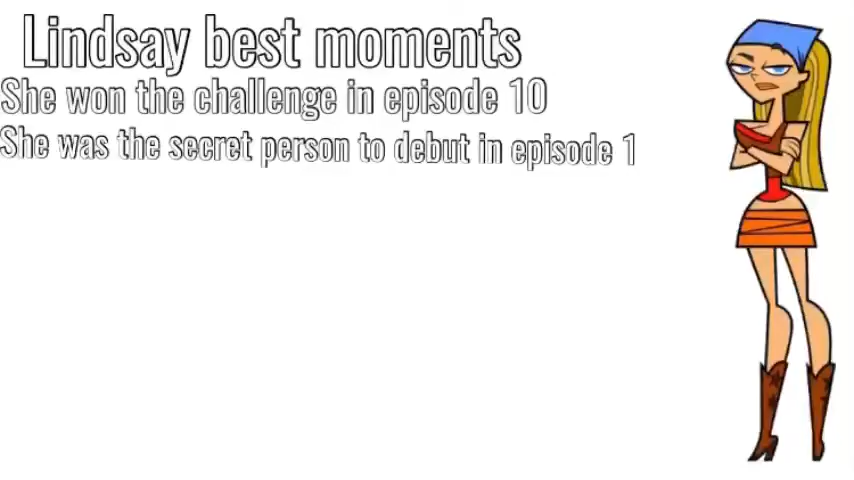 Lindsay best moments
She won the challenge in episode 10
She was the secret person to debut in episode 1